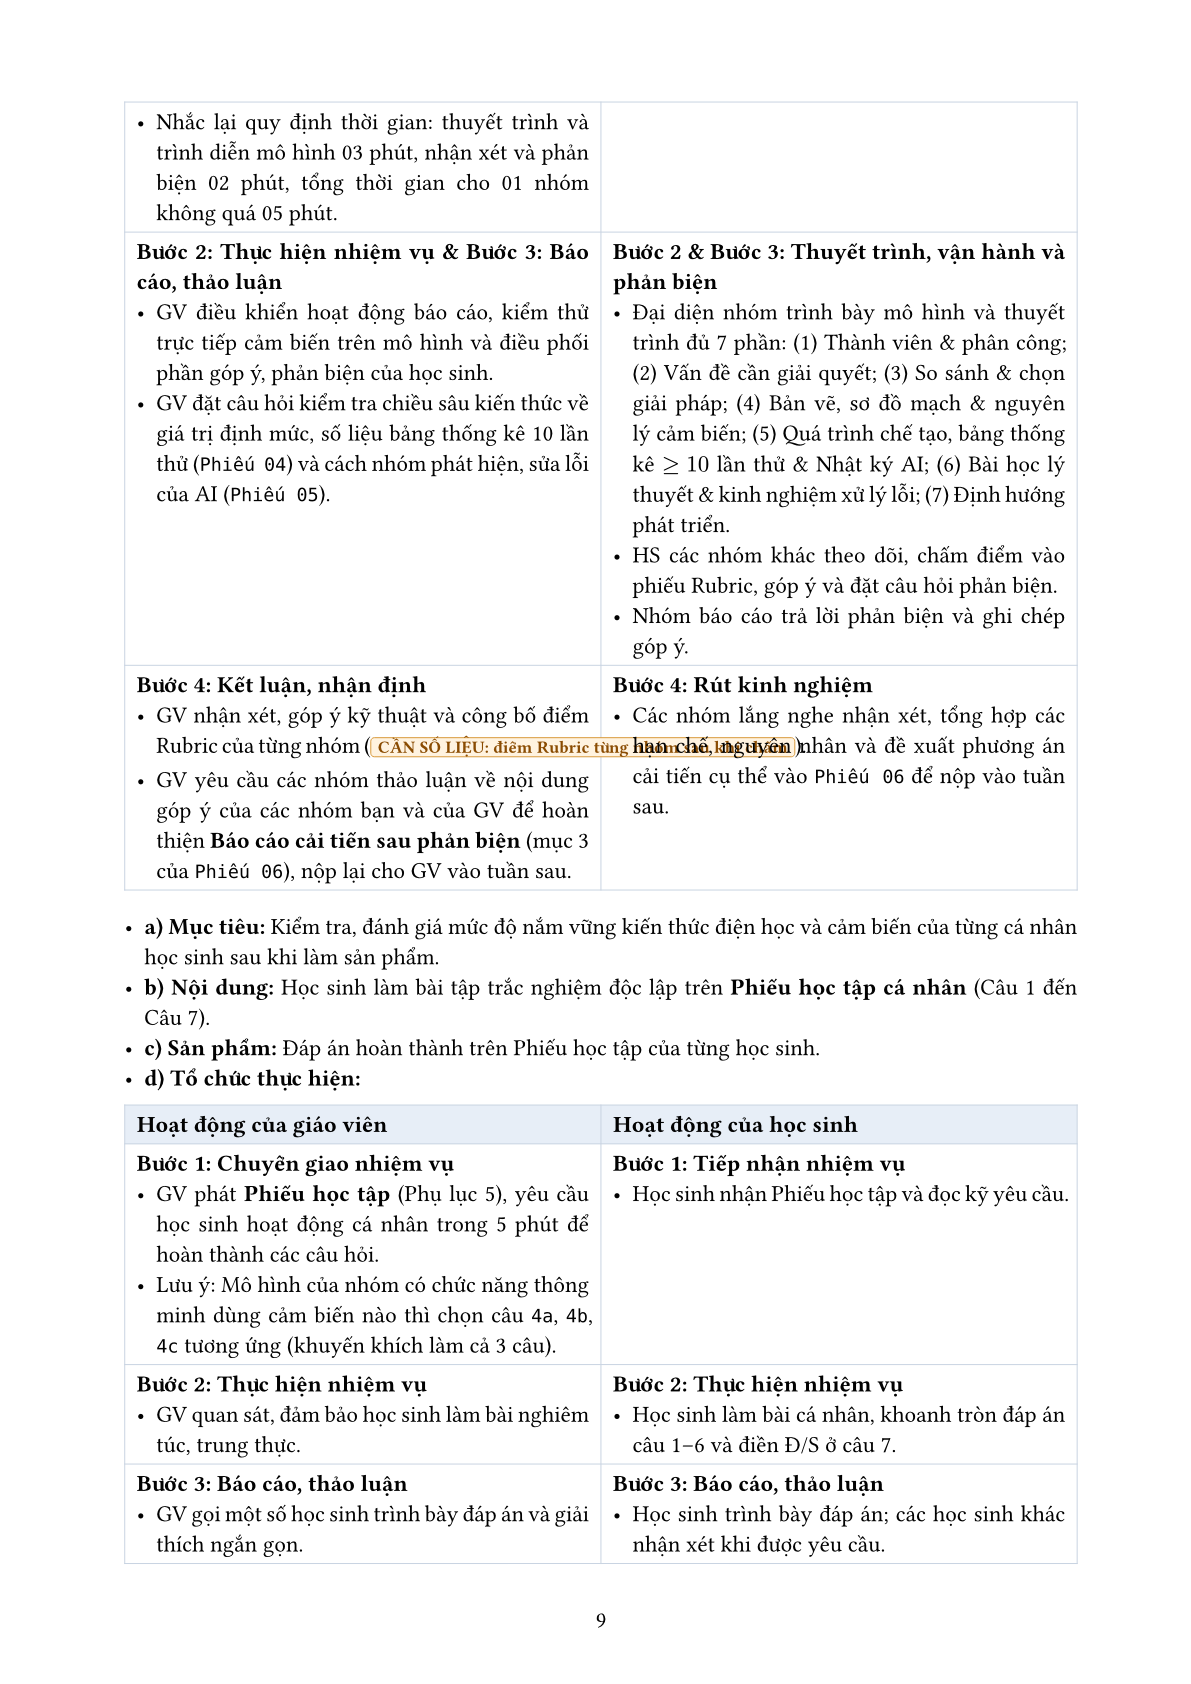 • Nhắc lại quy định thời gian: thuyết trình và
trình diễn mô hình 03 phút, nhận xét và phản
biện 02 phút, tổng thời gian cho 01 nhóm
không quá 05 phút.
Bước 2: Thực hiện nhiệm vụ & Bước 3: Báo
cáo, thảo luận
• GV điều khiển hoạt động báo cáo, kiểm thử
trực tiếp cảm biến trên mô hình và điều phối
phần góp ý, phản biện của học sinh.
• GV đặt câu hỏi kiểm tra chiều sâu kiến thức về
giá trị định mức, số liệu bảng thống kê 10 lần
thử (Phiếu 04) và cách nhóm phát hiện, sửa lỗi
của AI (Phiếu 05).
Bước 2 & Bước 3: Thuyết trình, vận hành và
phản biện
• Đại diện nhóm trình bày mô hình và thuyết
trình đủ 7 phần: (1) Thành viên & phân công;
(2) Vấn đề cần giải quyết; (3) So sánh & chọn
giải pháp; (4) Bản vẽ, sơ đồ mạch & nguyên
lý cảm biến; (5) Quá trình chế tạo, bảng thống
kê ≥ 10 lần thử & Nhật ký AI; (6) Bài học lý
thuyết & kinh nghiệm xử lý lỗi; (7) Định hướng
phát triển.
• HS các nhóm khác theo dõi, chấm điểm vào
phiếu Rubric, góp ý và đặt câu hỏi phản biện.
• Nhóm báo cáo trả lời phản biện và ghi chép
góp ý.
Bước 4: Kết luận, nhận định
• GV nhận xét, góp ý kỹ thuật và công bố điểm
Rubric của từng nhóm (CẦN SỐ LIỆU: điểm Rubric từng nhóm sau khi chấm).
• GV yêu cầu các nhóm thảo luận về nội dung
góp ý của các nhóm bạn và của GV để hoàn
thiện Báo cáo cải tiến sau phản biện (mục 3
của Phiếu 06), nộp lại cho GV vào tuần sau.
Bước 4: Rút kinh nghiệm
• Các nhóm lắng nghe nhận xét, tổng hợp các
hạn chế, nguyên nhân và đề xuất phương án
cải tiến cụ thể vào Phiếu 06 để nộp vào tuần
sau.
• a) Mục tiêu: Kiểm tra, đánh giá mức độ nắm vững kiến thức điện học và cảm biến của từng cá nhân
học sinh sau khi làm sản phẩm.
• b) Nội dung: Học sinh làm bài tập trắc nghiệm độc lập trên Phiếu học tập cá nhân (Câu 1 đến
Câu 7).
• c) Sản phẩm: Đáp án hoàn thành trên Phiếu học tập của từng học sinh.
• d) Tổ chức thực hiện:
Hoạt động của giáo viên
Hoạt động của học sinh
Bước 1: Chuyển giao nhiệm vụ
• GV phát Phiếu học tập (Phụ lục 5), yêu cầu
học sinh hoạt động cá nhân trong 5 phút để
hoàn thành các câu hỏi.
• Lưu ý: Mô hình của nhóm có chức năng thông
minh dùng cảm biến nào thì chọn câu 4a, 4b,
4c tương ứng (khuyến khích làm cả 3 câu).
Bước 1: Tiếp nhận nhiệm vụ
• Học sinh nhận Phiếu học tập và đọc kỹ yêu cầu.
Bước 2: Thực hiện nhiệm vụ
• GV quan sát, đảm bảo học sinh làm bài nghiêm
túc, trung thực.
Bước 2: Thực hiện nhiệm vụ
• Học sinh làm bài cá nhân, khoanh tròn đáp án
câu 1–6 và điền Đ/S ở câu 7.
Bước 3: Báo cáo, thảo luận
• GV gọi một số học sinh trình bày đáp án và giải
thích ngắn gọn.
Bước 3: Báo cáo, thảo luận
• Học sinh trình bày đáp án; các học sinh khác
nhận xét khi được yêu cầu.
9